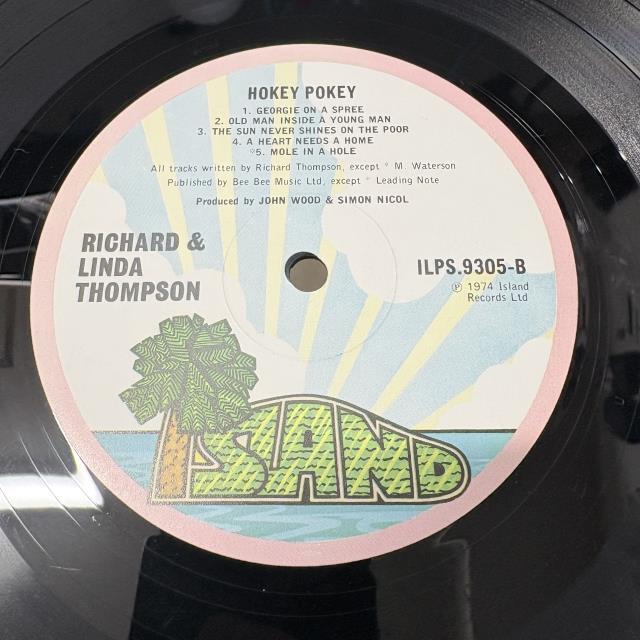 HOKEY POKEY
1. GEORGIE ON A SPREE
2. OLD MAN INSIDE A YOUNG MAN
3. THE SUN NEVER SHINES ON THE POOR
4. A HEART NEEDS A HOME
*5. MOLE IN A HOLE
All tracks written by Richard Thompson, except * M. Waterson
Published by Bee Bee Music Ltd, except * Leading Note
Produced by JOHN WOOD & SIMON NICOL
RICHARD &
LINDA
THOMPSON
ILPS.9305-B
℗ 1974 Island
Records Ltd
ISLAND